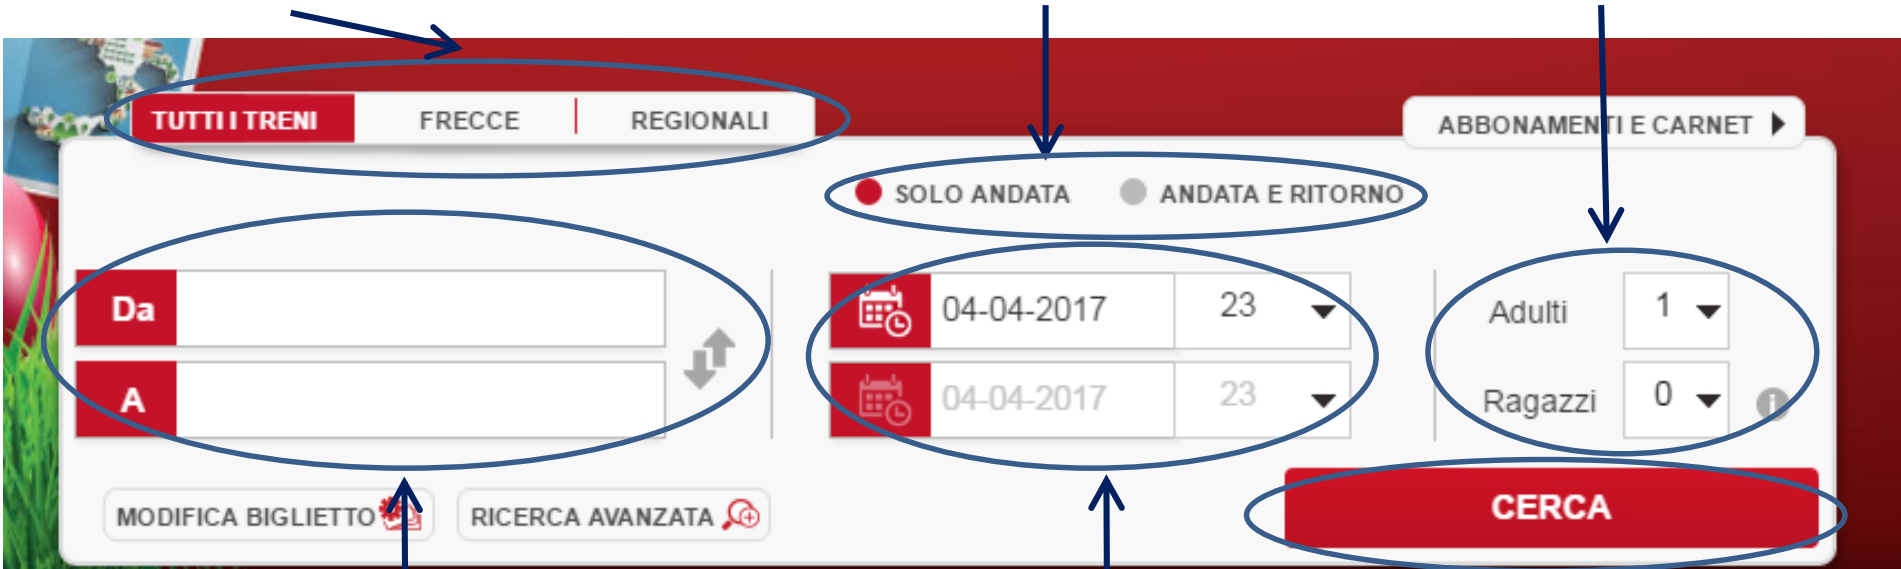 TUTTI I TRENI FRECCE REGIONALI
ABBONAMENTI E CARNET
SOLO ANDATA ANDATA E RITORNO
Da 04-04-2017 23 Adulti 1
A 04-04-2017 23 Ragazzi 0
MODIFICA BIGLIETTO RICERCA AVANZATA CERCA